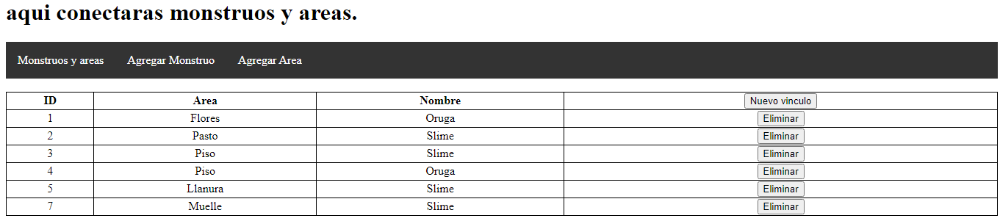 aqui conectaras monstruos y areas.
Monstruos y areas Agregar Monstruo Agregar Area
ID Area Nombre Nuevo vinculo
1 Flores Oruga Eliminar
2 Pasto Slime Eliminar
3 Piso Slime Eliminar
4 Piso Oruga Eliminar
5 Llanura Slime Eliminar
7 Muelle Slime Eliminar